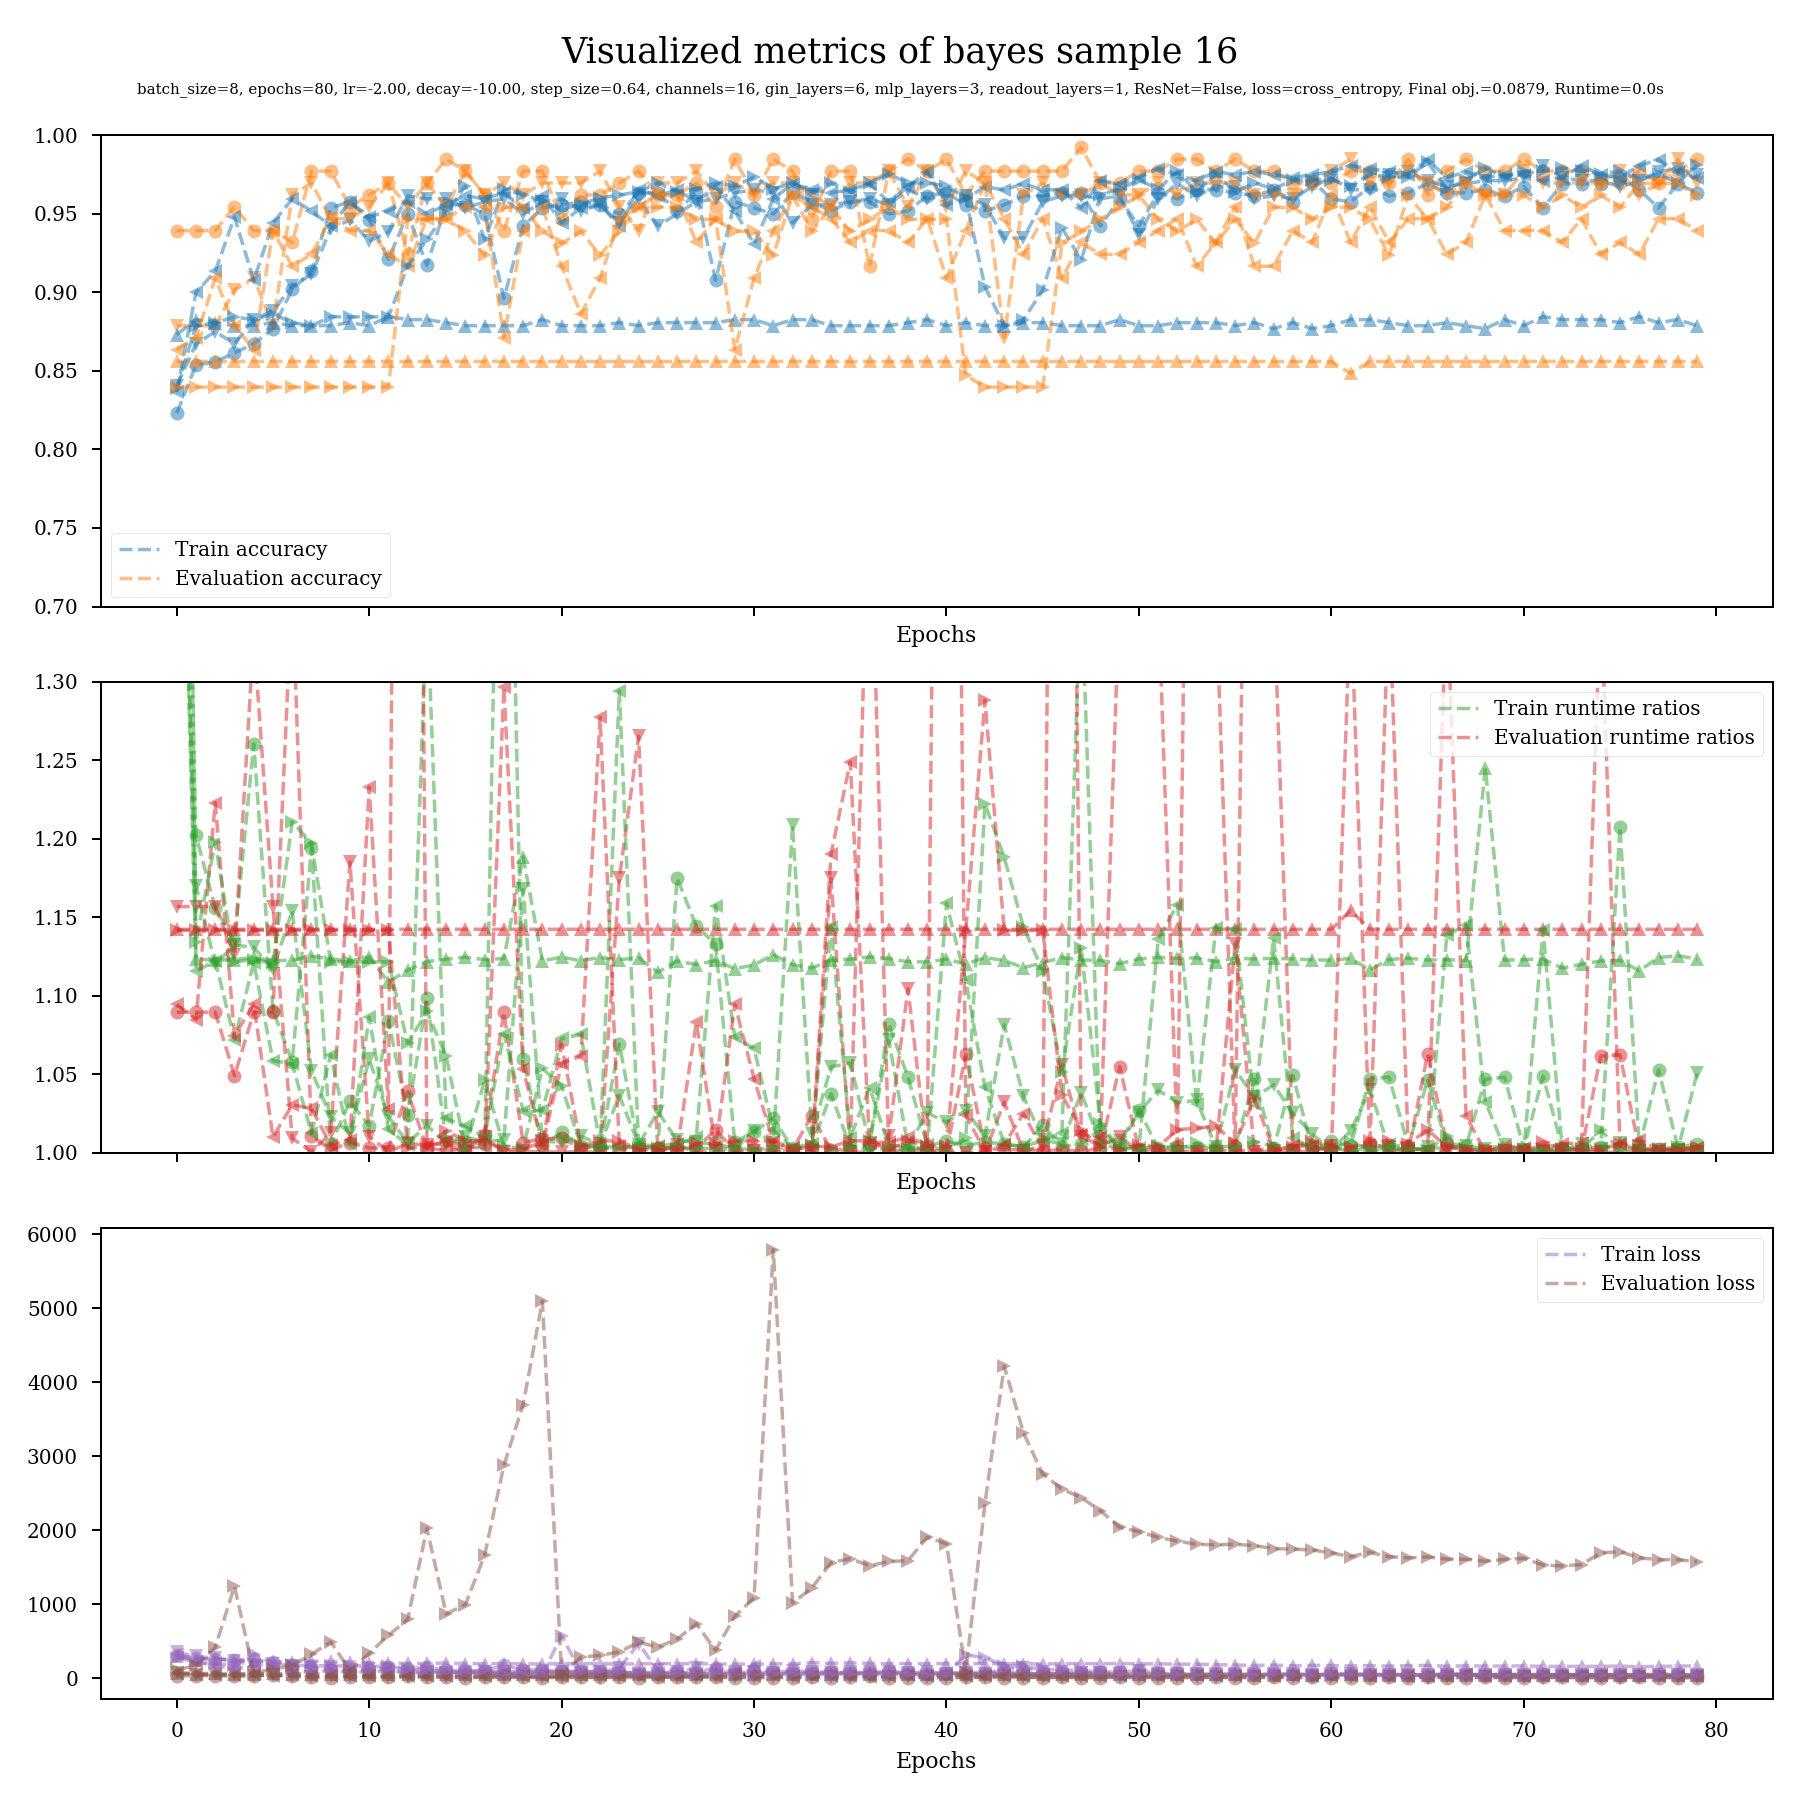 Visualized metrics of bayes sample 16
batch_size=8, epochs=80, lr=-2.00, decay=-10.00, step_size=0.64, channels=16, gin_layers=6, mlp_layers=3, readout_layers=1, ResNet=False, loss=cross_entropy, Final obj.=0.0879, Runtime=0.0s
1.00
0.95
0.90
0.85
0.80
0.75
0.70
Train accuracy
Evaluation accuracy
Epochs
1.30
1.25
1.20
1.15
1.10
1.05
1.00
Train runtime ratios
Evaluation runtime ratios
Epochs
6000
5000
4000
3000
2000
1000
0
Train loss
Evaluation loss
0 10 20 30 40 50 60 70 80
Epochs